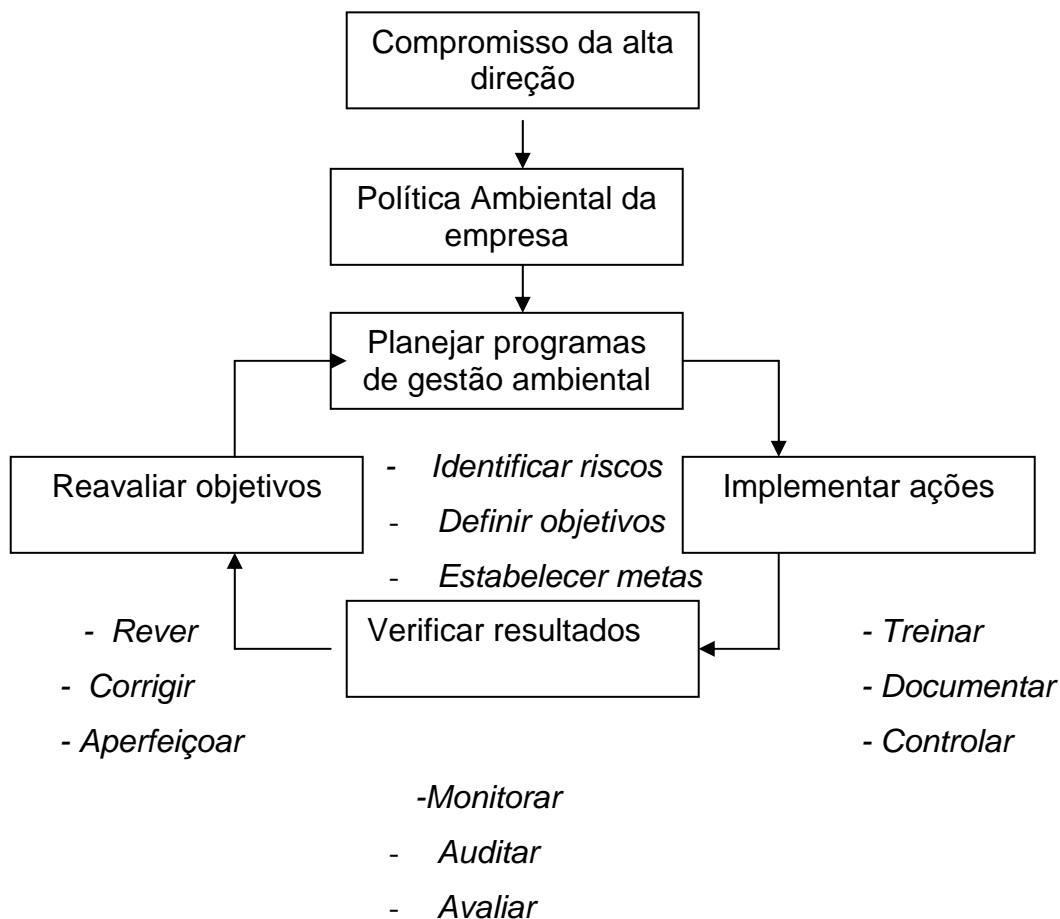 Compromisso da alta
direção
Política Ambiental da
empresa
Planejar programas
de gestão ambiental
- Identificar riscos
- Definir objetivos
- Estabelecer metas
Reavaliar objetivos
Implementar ações
Verificar resultados
- Rever
- Corrigir
- Aperfeiçoar
- Treinar
- Documentar
- Controlar
-Monitorar
- Auditar
- Avaliar